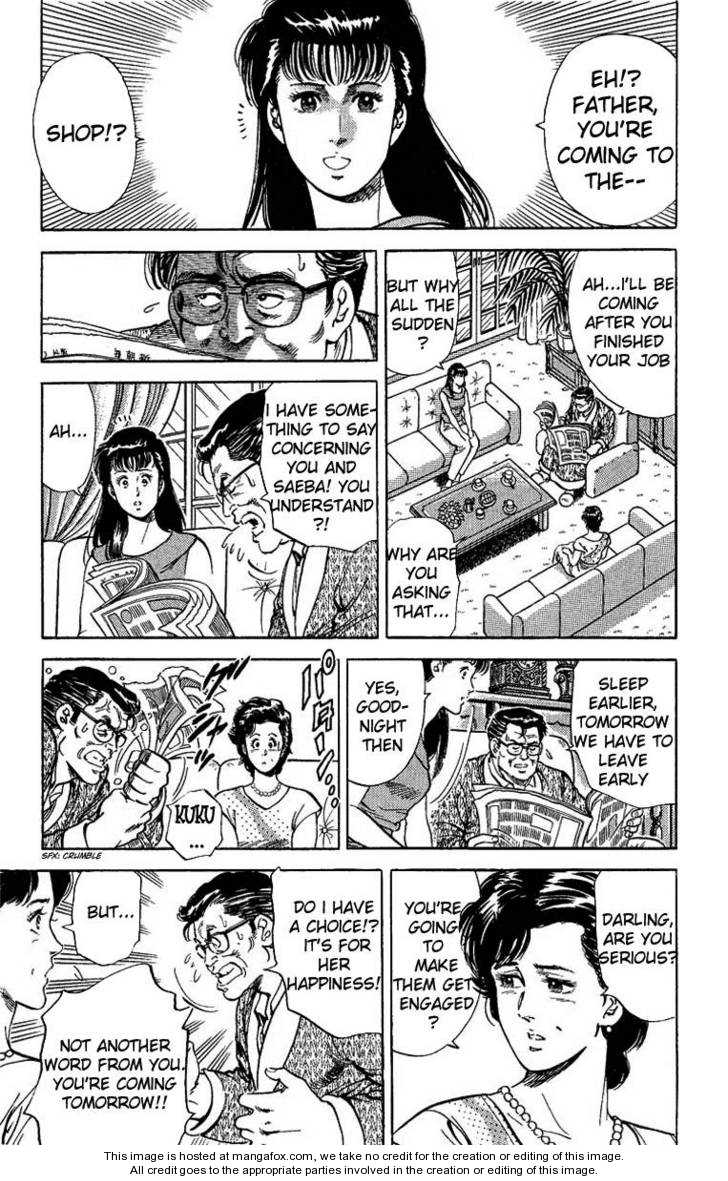 EH!?
FATHER,
YOU'RE
COMING TO
THE--
SHOP!?
AH...I'LL BE
COMING
AFTER YOU
FINISHED
YOUR JOB
BUT WHY
ALL THE
SUDDEN
?
WHY ARE
YOU
ASKING
THAT...
I HAVE SOME-
THING TO SAY
CONCERNING
YOU AND
SAEBA! YOU
UNDERSTAND
?!
AH...
SLEEP
EARLIER,
TOMORROW
WE HAVE TO
LEAVE
EARLY
YES,
GOOD-
NIGHT
THEN
パタン
KUKU
...
SFX: CRUMBLE
DARLING,
ARE YOU
SERIOUS?
YOU'RE
GOING
TO
MAKE
THEM GET
ENGAGED
?
DO I HAVE
A CHOICE!?
IT'S FOR
HER
HAPPINESS!
BUT...
NOT ANOTHER
WORD FROM YOU.
YOU'RE COMING
TOMORROW!!
This image is hosted at mangafox.com, we take no credit for the creation or editing of this image.
All credit goes to the appropriate parties involved in the creation or editing of this image.